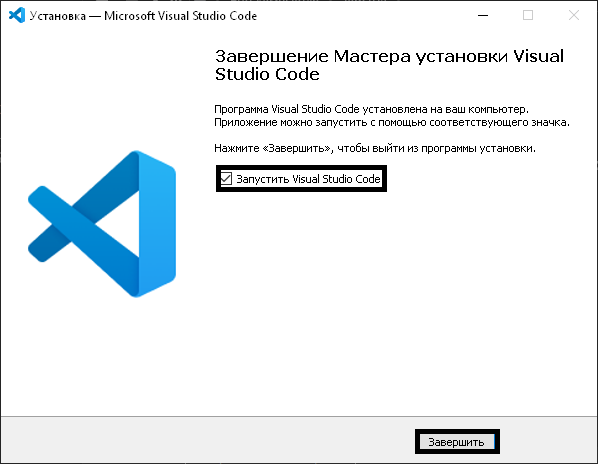 Установка — Microsoft Visual Studio Code
Завершение Мастера установки Visual
Studio Code
Программа Visual Studio Code установлена на ваш компьютер.
Приложение можно запустить с помощью соответствующего значка.
Нажмите «Завершить», чтобы выйти из программы установки.
Запустить Visual Studio Code
Завершить